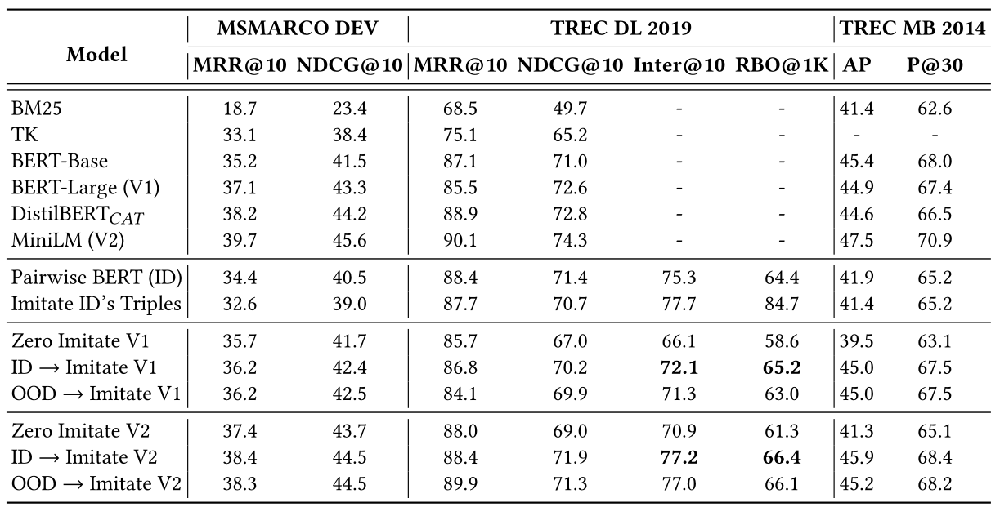 Model MSMARCO DEV TREC DL 2019 TREC MB 2014
MRR@10 NDCG@10 MRR@10 NDCG@10 Inter@10 RBO@1K AP P@30
BM25 18.7 23.4 68.5 49.7 - - 41.4 62.6
TK 33.1 38.4 75.1 65.2 - - - -
BERT-Base 35.2 41.5 87.1 71.0 - - 45.4 68.0
BERT-Large (V1) 37.1 43.3 85.5 72.6 - - 44.9 67.4
DistilBERTCAT 38.2 44.2 88.9 72.8 - - 44.6 66.5
MiniLM (V2) 39.7 45.6 90.1 74.3 - - 47.5 70.9
Pairwise BERT (ID) 34.4 40.5 88.4 71.4 75.3 64.4 41.9 65.2
Imitate ID's Triples 32.6 39.0 87.7 70.7 77.7 84.7 41.4 65.2
Zero Imitate V1 35.7 41.7 85.7 67.0 66.1 58.6 39.5 63.1
ID → Imitate V1 36.2 42.4 86.8 70.2 72.1 65.2 45.0 67.5
OOD → Imitate V1 36.2 42.5 84.1 69.9 71.3 63.0 45.0 67.5
Zero Imitate V2 37.4 43.7 88.0 69.0 70.9 61.3 41.3 65.1
ID → Imitate V2 38.4 44.5 88.4 71.9 77.2 66.4 45.9 68.4
OOD → Imitate V2 38.3 44.5 89.9 71.3 77.0 66.1 45.2 68.2